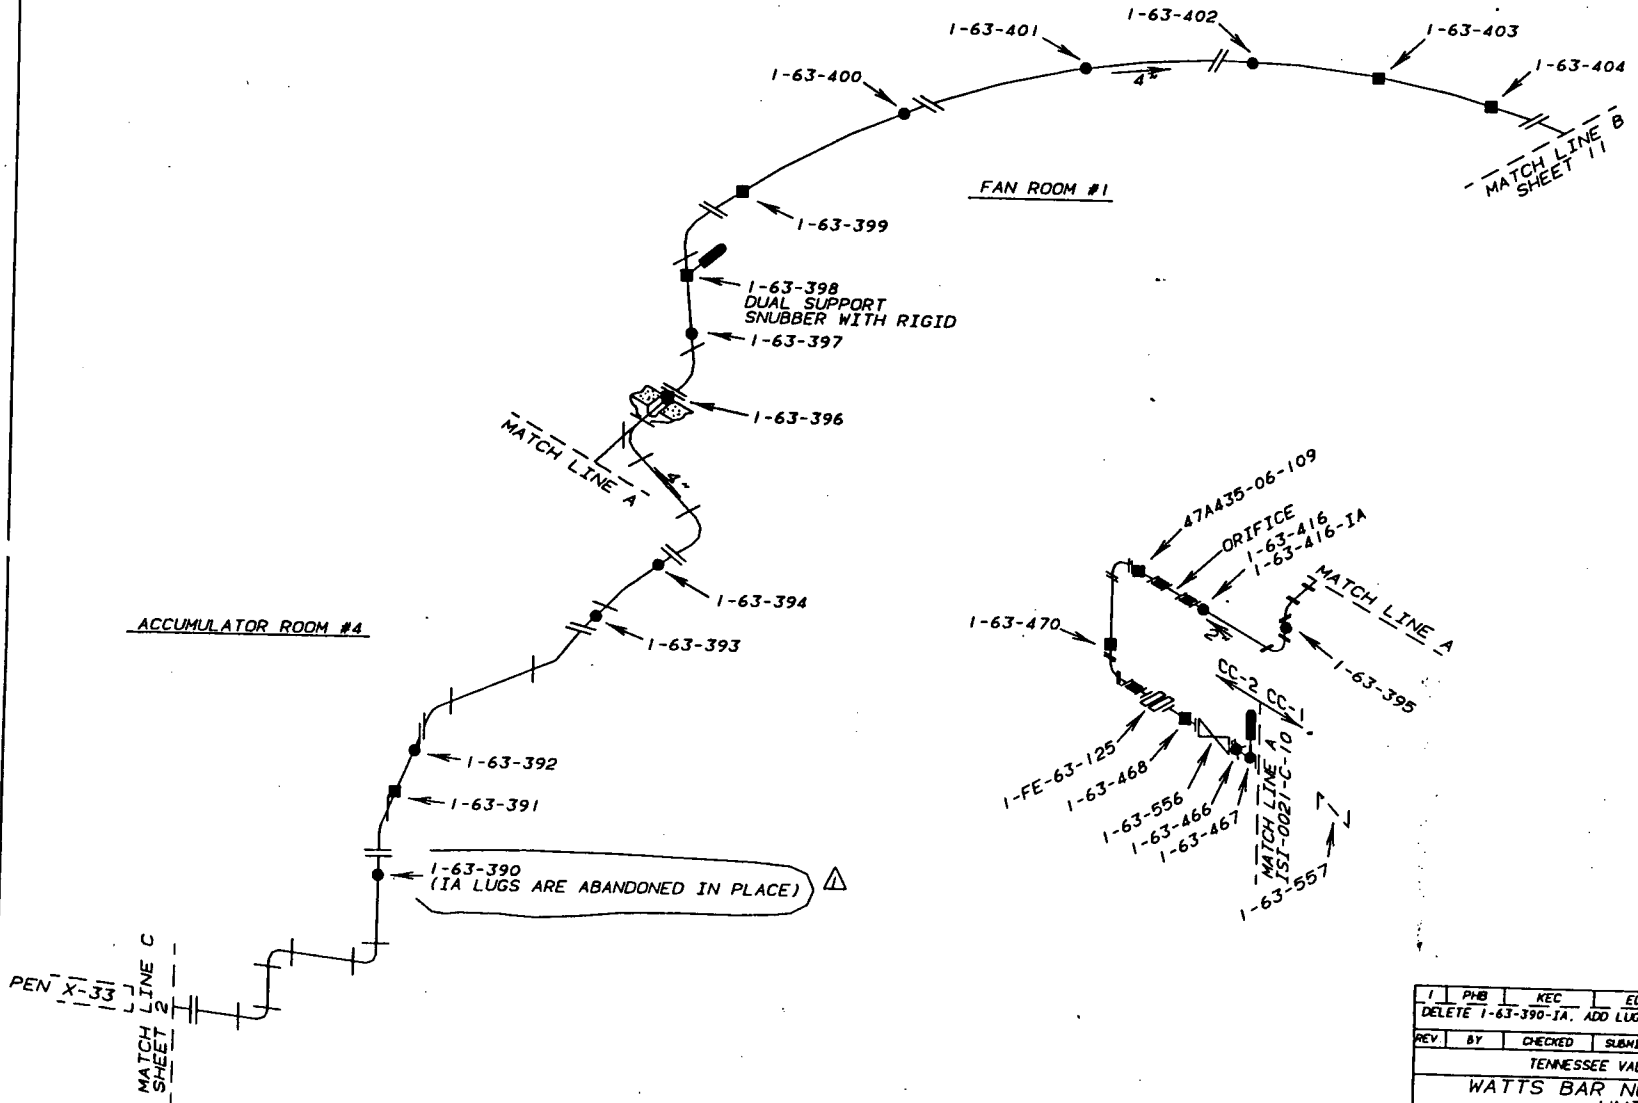 1-63-402
1-63-401
1-63-403
1-63-400
1-63-404
4"
MATCH LINE B
SHEET 11
FAN ROOM #1
1-63-399
1-63-398
DUAL SUPPORT
SNUBBER WITH RIGID
1-63-397
1-63-396
MATCH LINE A
4"
1-63-394
ACCUMULATOR ROOM #4
1-63-393
1-63-392
1-63-391
1-63-390
(IA LUGS ARE ABANDONED IN PLACE)
1
PEN X-33
MATCH LINE C
SHEET 2
47A435-06-109
ORIFICE
1-63-416
1-63-416-IA
MATCH LINE A
1-63-470
2"
1-63-395
CC-2 CC-1
1-FE-63-125
1-63-468
1-63-556
1-63-466
1-63-467
MATCH LINE A
ISI-0021-C-10
1-63-557
1 PHB KEC
DELETE 1-63-390-IA. ADD
REV. BY CHECKED
TENNESSEE
WATTS BAR